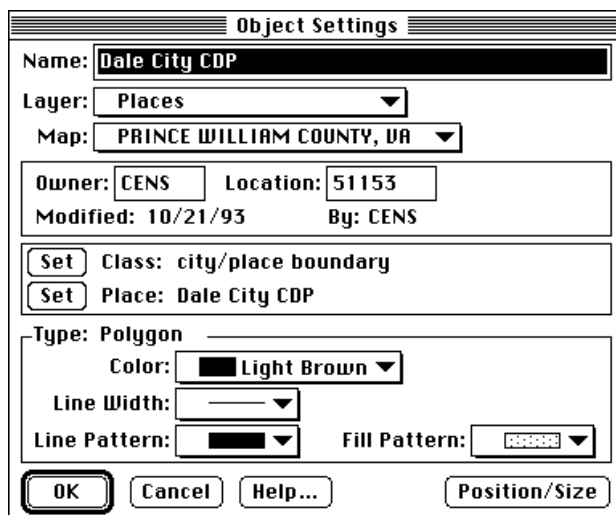 Object Settings
Name: Dale City CDP
Layer: Places
Map: PRINCE WILLIAM COUNTY, VA
Owner: CENS Location: 51153
Modified: 10/21/93 By: CENS
Set Class: city/place boundary
Set Place: Dale City CDP
Type: Polygon
Color: Light Brown
Line Width:
Line Pattern: Fill Pattern:
OK Cancel Help... Position/Size